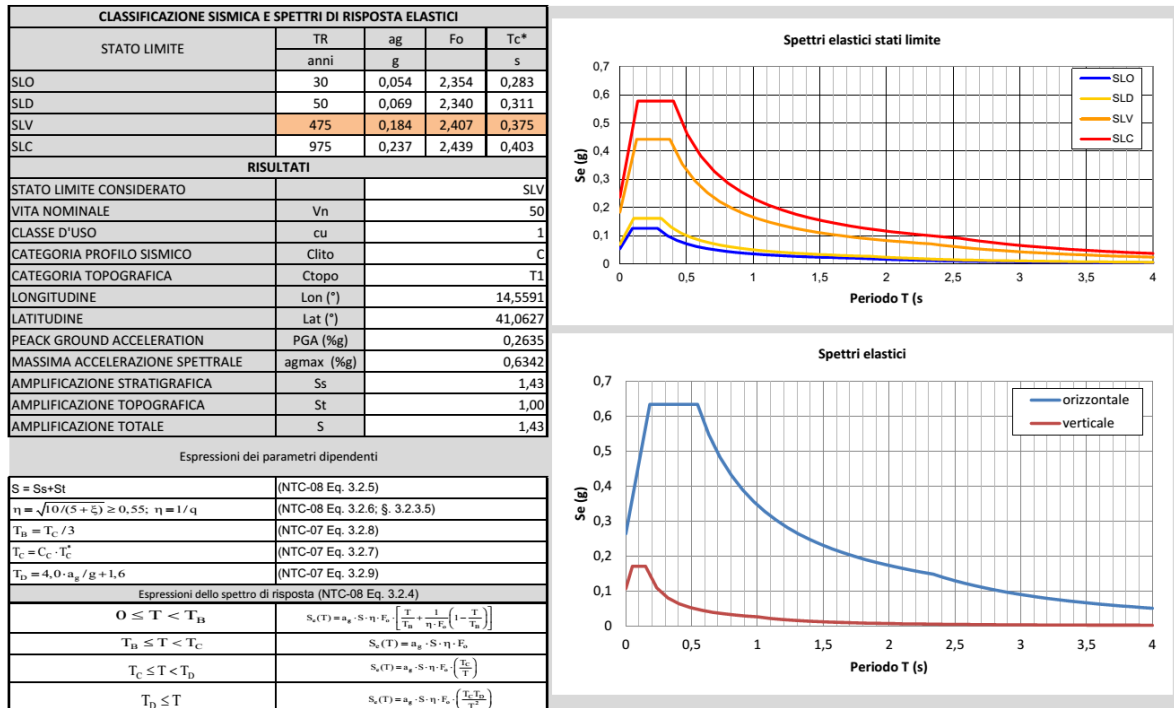 CLASSIFICAZIONE SISMICA E SPETTRI DI RISPOSTA ELASTICI
STATO LIMITE TR ag Fo Tc*
anni g s
SLO 30 0,054 2,354 0,283
SLD 50 0,069 2,340 0,311
SLV 475 0,184 2,407 0,375
SLC 975 0,237 2,439 0,403
RISULTATI
STATO LIMITE CONSIDERATO SLV
VITA NOMINALE Vn 50
CLASSE D'USO cu 1
CATEGORIA PROFILO SISMICO Clito C
CATEGORIA TOPOGRAFICA Ctopo T1
LONGITUDINE Lon (°) 14,5591
LATITUDINE Lat (°) 41,0627
PEACK GROUND ACCELERATION PGA (%g) 0,2635
MASSIMA ACCELERAZIONE SPETTRALE agmax (%g) 0,6342
AMPLIFICAZIONE STRATIGRAFICA Ss 1,43
AMPLIFICAZIONE TOPOGRAFICA St 1,00
AMPLIFICAZIONE TOTALE S 1,43
Espressioni dei parametri dipendenti
S = Ss+St (NTC-08 Eq. 3.2.5)
η = √10/(5 + ξ) ≥ 0,55; η = 1/q (NTC-08 Eq. 3.2.6; §. 3.2.3.5)
T_B = T_C / 3 (NTC-07 Eq. 3.2.8)
T_C = C_C · T_C^* (NTC-07 Eq. 3.2.7)
T_D = 4,0 · a_g / g + 1,6 (NTC-07 Eq. 3.2.9)
Espressioni dello spettro di risposta (NTC-08 Eq. 3.2.4)
0 ≤ T < T_B S_e(T) = a_g · S · η · F_o · [T/T_B + 1/(η · F_o) (1 − T/T_B)]
T_B ≤ T < T_C S_e(T) = a_g · S · η · F_o
T_C ≤ T < T_D S_e(T) = a_g · S · η · F_o · (T_C/T)
T_D ≤ T S_e(T) = a_g · S · η · F_o · (T_C T_D/T²)
Spettri elastici stati limite
0,7
0,6
0,5
0,4
0,3
0,2
0,1
0
Se (g)
SLO
SLD
SLV
SLC
0 0,5 1 1,5 2 2,5 3 3,5 4
Periodo T (s
Spettri elastici
0,7
0,6
0,5
0,4
0,3
0,2
0,1
0
Se (g)
orizzontale
verticale
0 0,5 1 1,5 2 2,5 3 3,5 4
Periodo T (s)